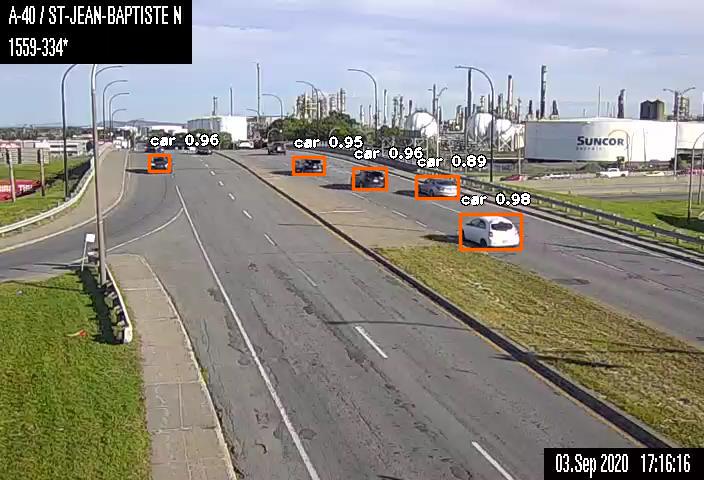 A-40 / ST-JEAN-BAPTISTE N
1559-334*
car 0.96
car 0.95
car 0.96
car 0.89
car 0.98
SUNCOR
03.Sep 2020 17:16:16